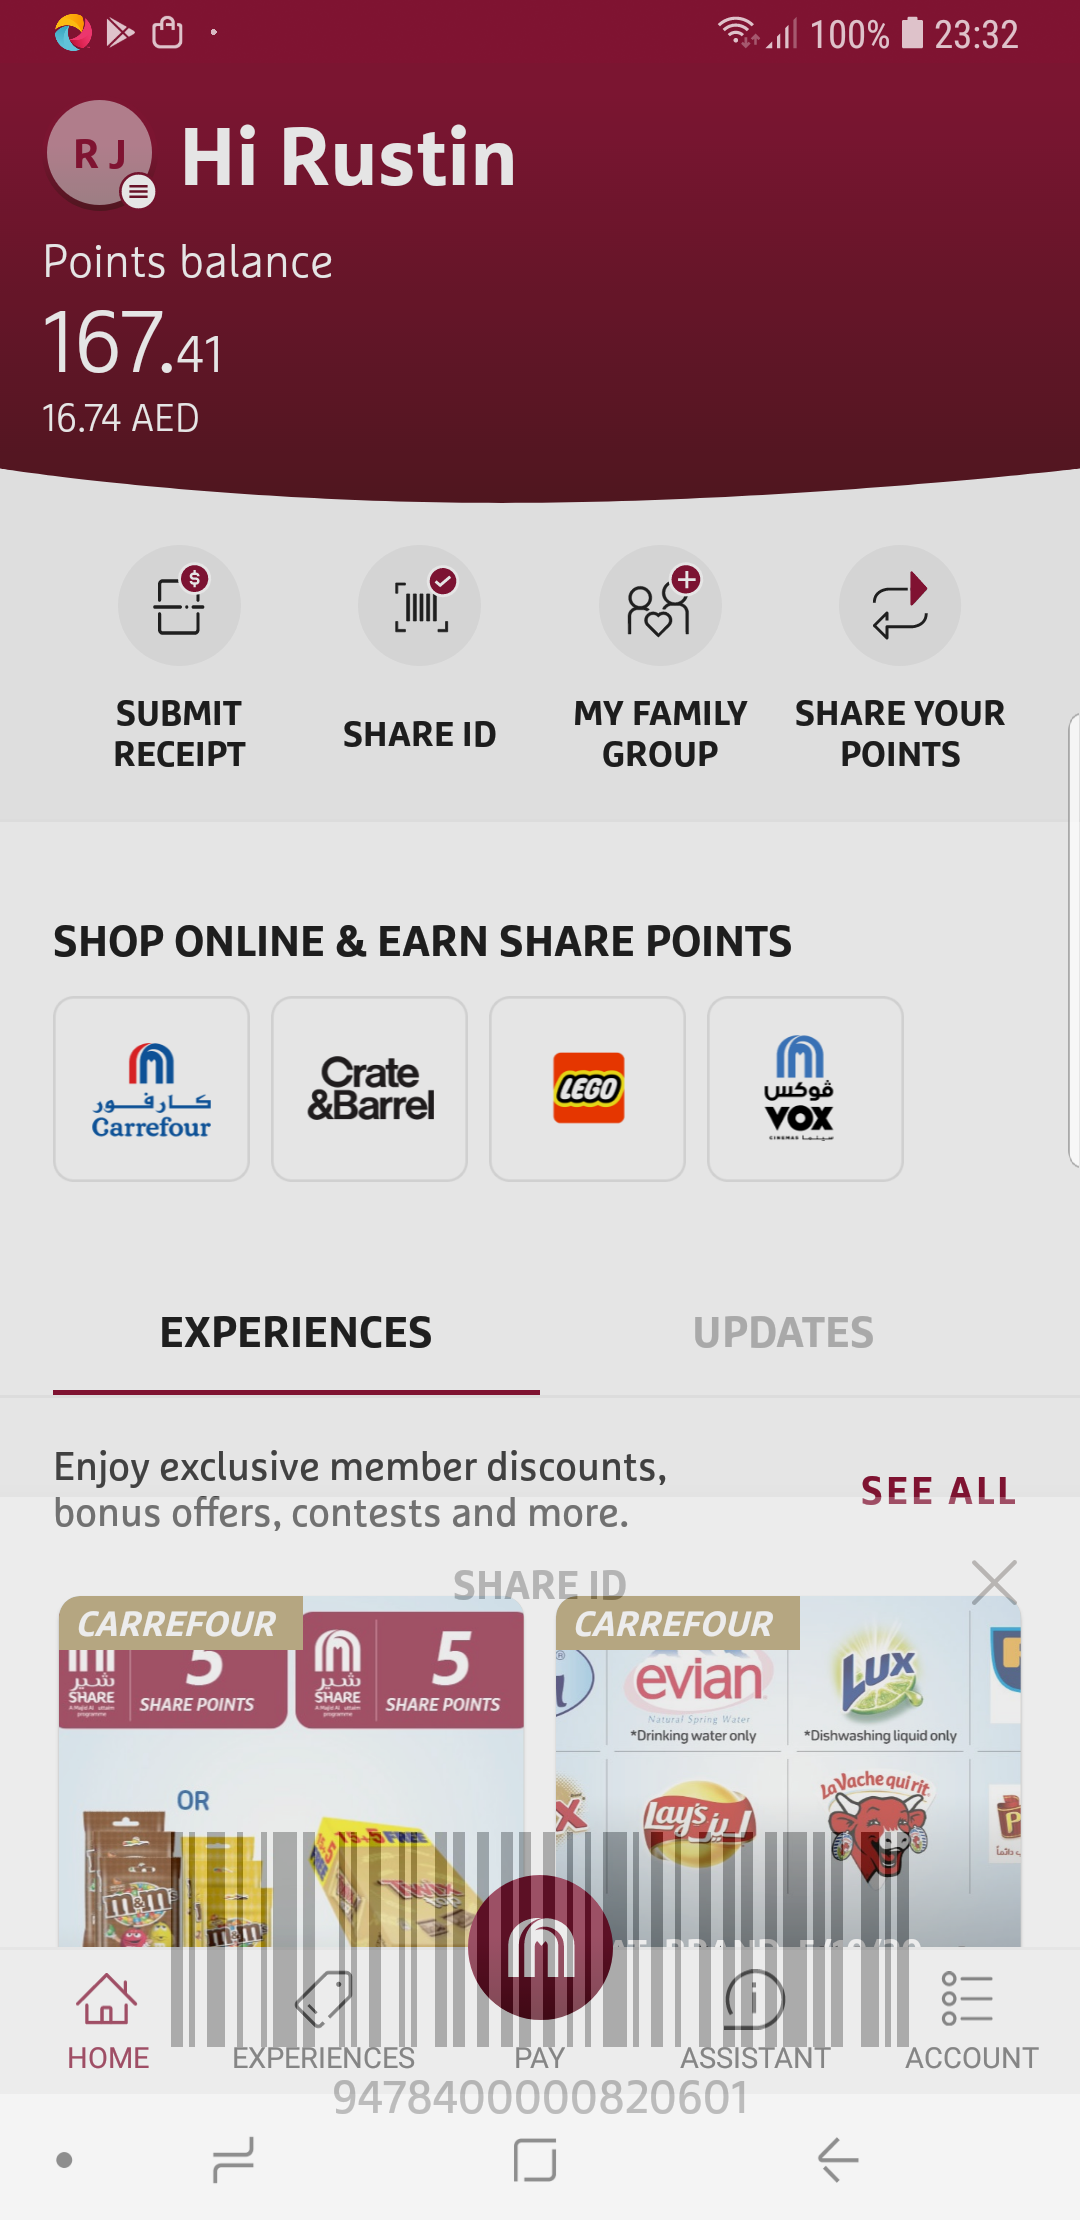 100% 23:32
R J
Hi Rustin
Points balance
167.41
16.74 AED
SUBMIT RECEIPT
SHARE ID
MY FAMILY GROUP
SHARE YOUR POINTS
SHOP ONLINE & EARN SHARE POINTS
كارفور
Carrefour
Crate
&Barrel
LEGO
ڤوكس
VOX
CINEMAS سينما
EXPERIENCES
UPDATES
Enjoy exclusive member discounts,
bonus offers, contests and more.
SEE ALL
SHARE ID
CARREFOUR
شير
SHARE
5
SHARE POINTS
شير
SHARE
5
SHARE POINTS
OR
m&m's
m&m's
15+5 FREE
Twix
TOP
CARREFOUR
evian
Natural Spring Water
*Drinking water only
LUX
*Dishwashing liquid only
Lay's ليز
La Vache qui rit
دائماً
HOME
EXPERIENCES
PAY
ASSISTANT
ACCOUNT
9478400000820601